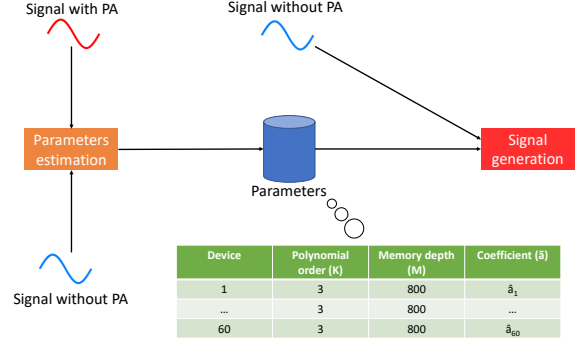 Signal with PA
Signal without PA
Parameters
estimation
Signal
generation
Parameters
Signal without PA
Device Polynomial order (K) Memory depth (M) Coefficient (ã)
1 3 800 â₁
... 3 800 ...
60 3 800 â₆₀